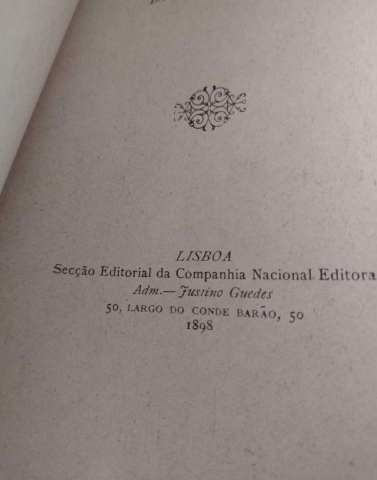 LISBOA
Secção Editorial da Companhia Nacional Editora
Adm.— Justino Guedes
50, LARGO DO CONDE BARÃO, 50
1898